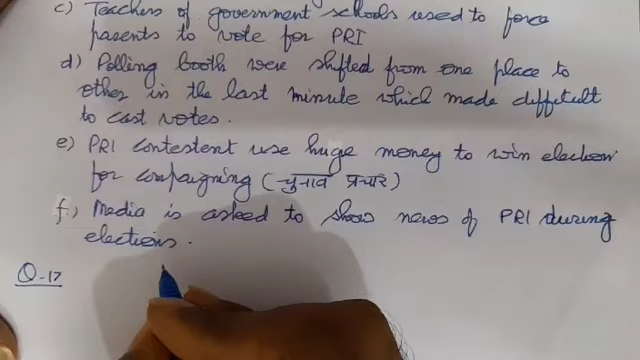 c) Teachers of government schools used to force
parents to vote for PRI
d) Polling booth were shifted from one place to
other in the last minute which made diffitult
to cast votes.
e) PRI contestent use huge money to win election
for compaigning (चुनाव प्रचार)
f) Media is asked to show news of PRI during
elections.
Q-17